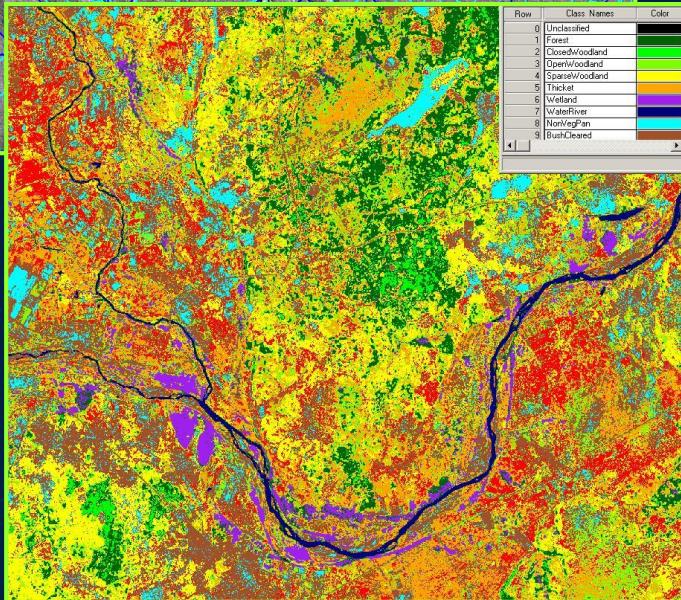 Row Class Names Color
0 Unclassified
1 Forest
2 ClosedWoodland
3 OpenWoodland
4 SparseWoodland
5 Thicket
6 Wetland
7 WaterRiver
8 NonVegPan
9 BushCleared